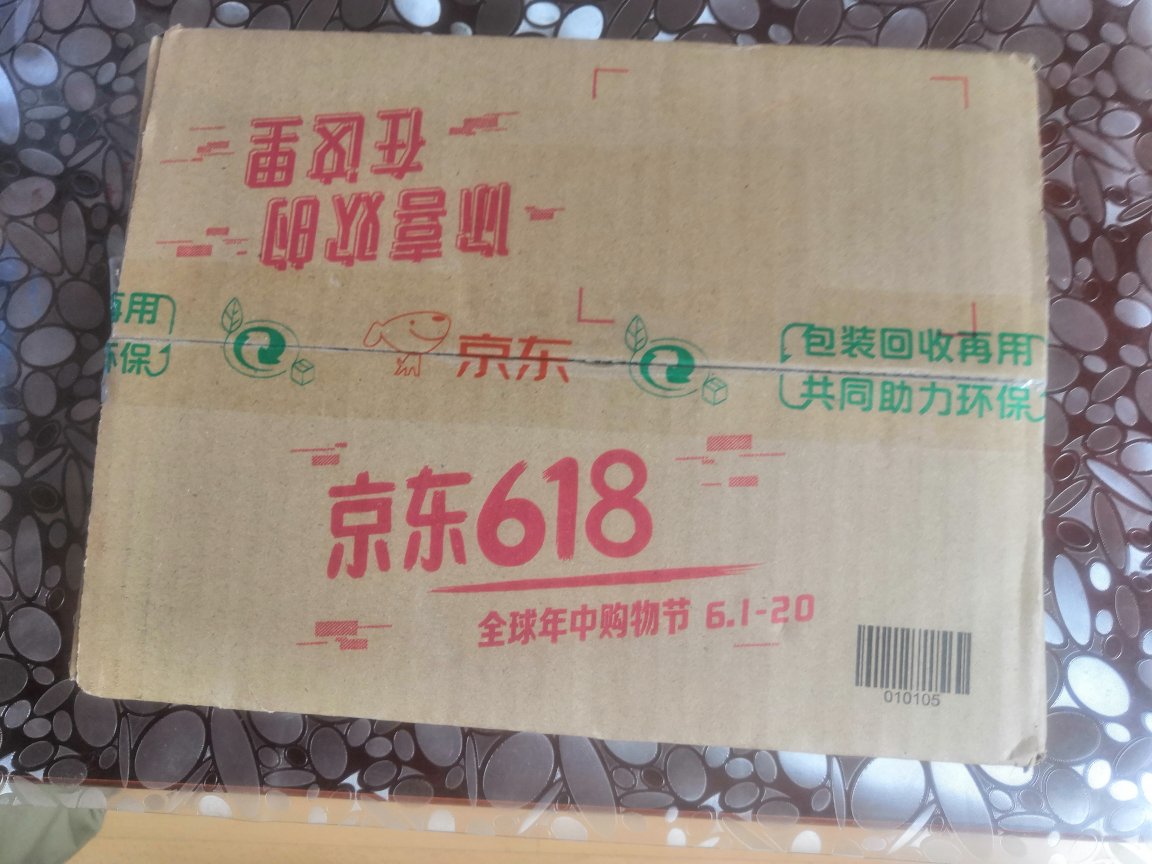 你喜欢的
在这里
再用
环保
京东
包装回收再用
共同助力环保
京东618
全球年中购物节 6.1-20
010105